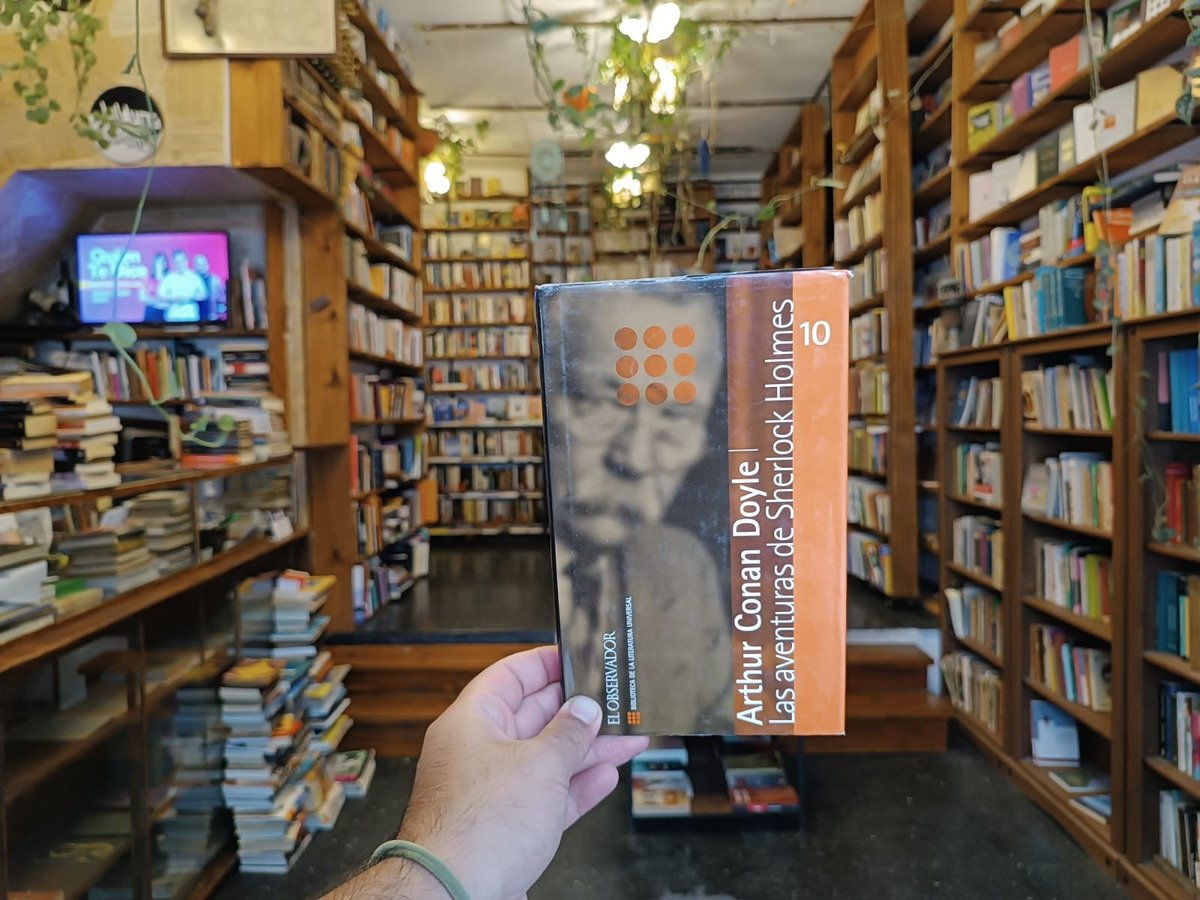 10
Arthur Conan Doyle |
Las aventuras de Sherlock Holmes
EL OBSERVADOR
BIBLIOTECA DE LA LITERATURA UNIVERSAL